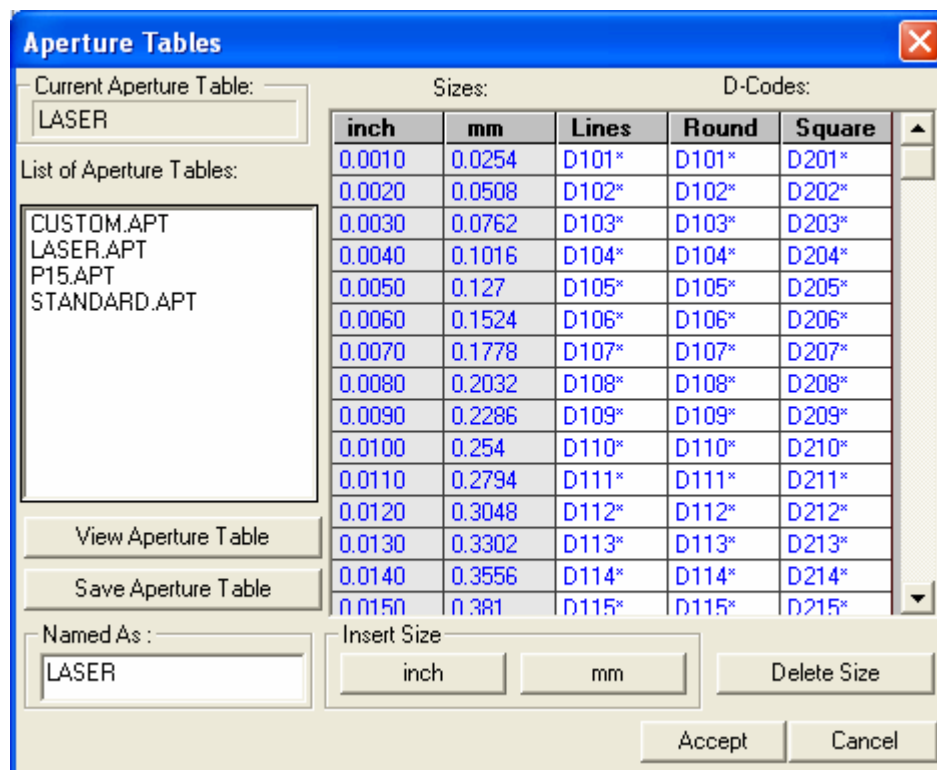 Aperture Tables
Current Aperture Table:
LASER
List of Aperture Tables:
CUSTOM.APT
LASER.APT
P15.APT
STANDARD.APT
View Aperture Table
Save Aperture Table
Named As :
LASER
Sizes: D-Codes:
inch mm Lines Round Square
0.0010 0.0254 D101* D101* D201*
0.0020 0.0508 D102* D102* D202*
0.0030 0.0762 D103* D103* D203*
0.0040 0.1016 D104* D104* D204*
0.0050 0.127 D105* D105* D205*
0.0060 0.1524 D106* D106* D206*
0.0070 0.1778 D107* D107* D207*
0.0080 0.2032 D108* D108* D208*
0.0090 0.2286 D109* D109* D209*
0.0100 0.254 D110* D110* D210*
0.0110 0.2794 D111* D111* D211*
0.0120 0.3048 D112* D112* D212*
0.0130 0.3302 D113* D113* D213*
0.0140 0.3556 D114* D114* D214*
0.0150 0.381 D115* D115* D215*
Insert Size
inch mm Delete Size
Accept Cancel